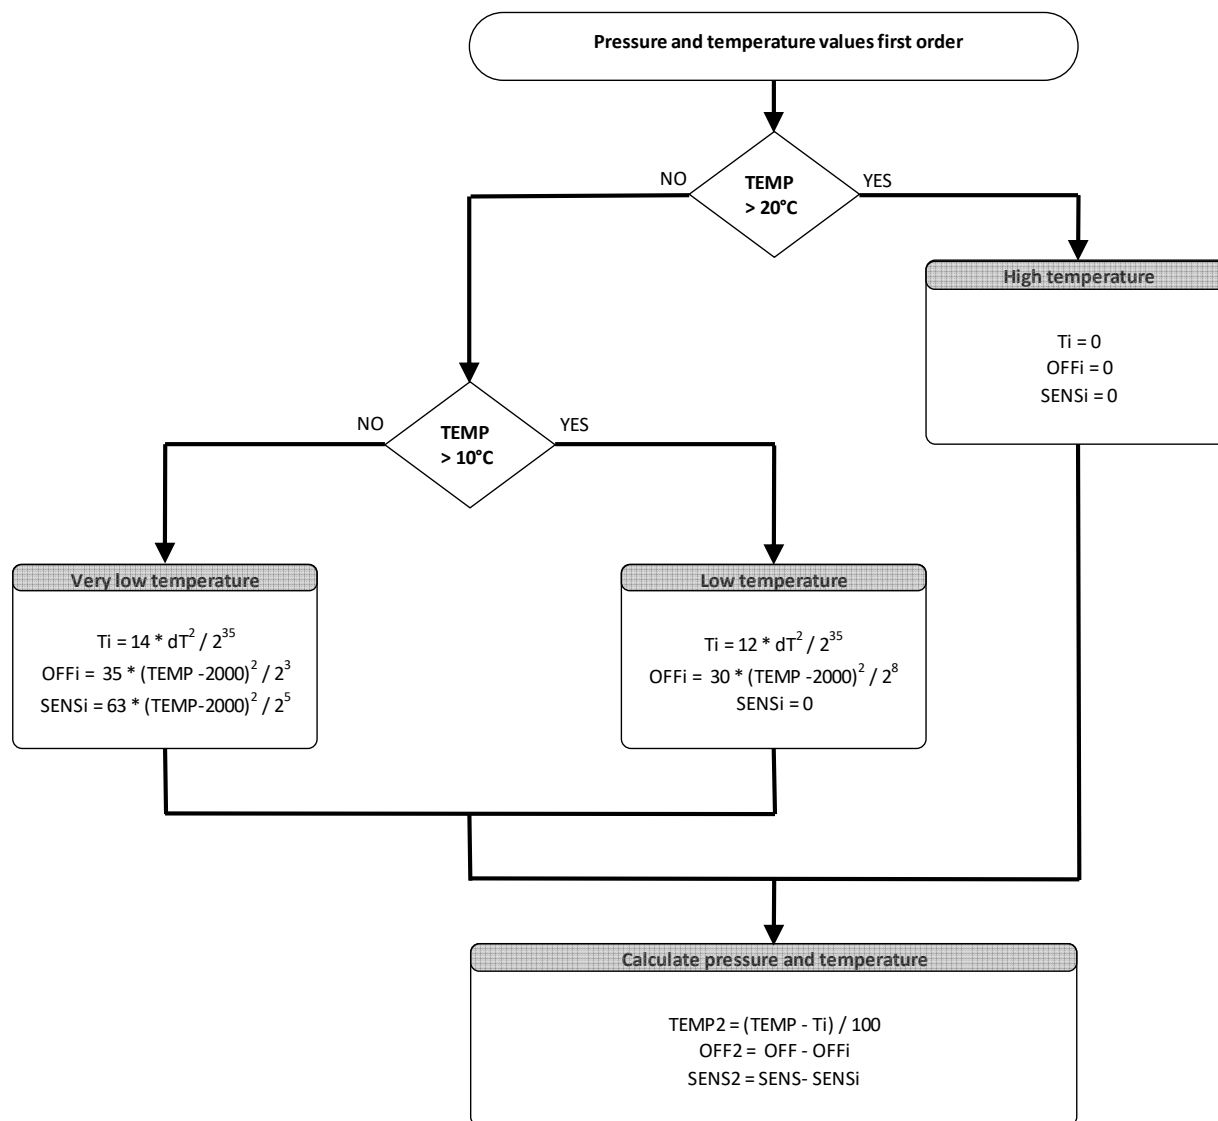 Pressure and temperature values first order
TEMP
> 20°C
NO
YES
High temperature
Ti = 0
OFFi = 0
SENSi = 0
TEMP
> 10°C
NO
YES
Very low temperature
Ti = 14 * dT² / 2³⁵
OFFi = 35 * (TEMP -2000)² / 2³
SENSi = 63 * (TEMP-2000)² / 2⁵
Low temperature
Ti = 12 * dT² / 2³⁵
OFFi = 30 * (TEMP -2000)² / 2⁸
SENSi = 0
Calculate pressure and temperature
TEMP2 = (TEMP - Ti) / 100
OFF2 = OFF - OFFi
SENS2 = SENS- SENSi